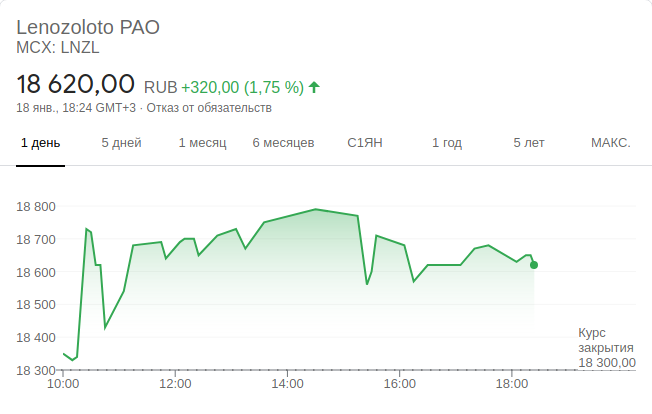 Lenozoloto PAO
MCX: LNZL
18 620,00 RUB +320,00 (1,75 %)
18 янв., 18:24 GMT+3 · Отказ от обязательств
1 день 5 дней 1 месяц 6 месяцев С1ЯН 1 год 5 лет МАКС.
18 800
18 700
18 600
18 500
18 400
18 300
Курс
закрытия
18 300,00
10:00 12:00 14:00 16:00 18:00